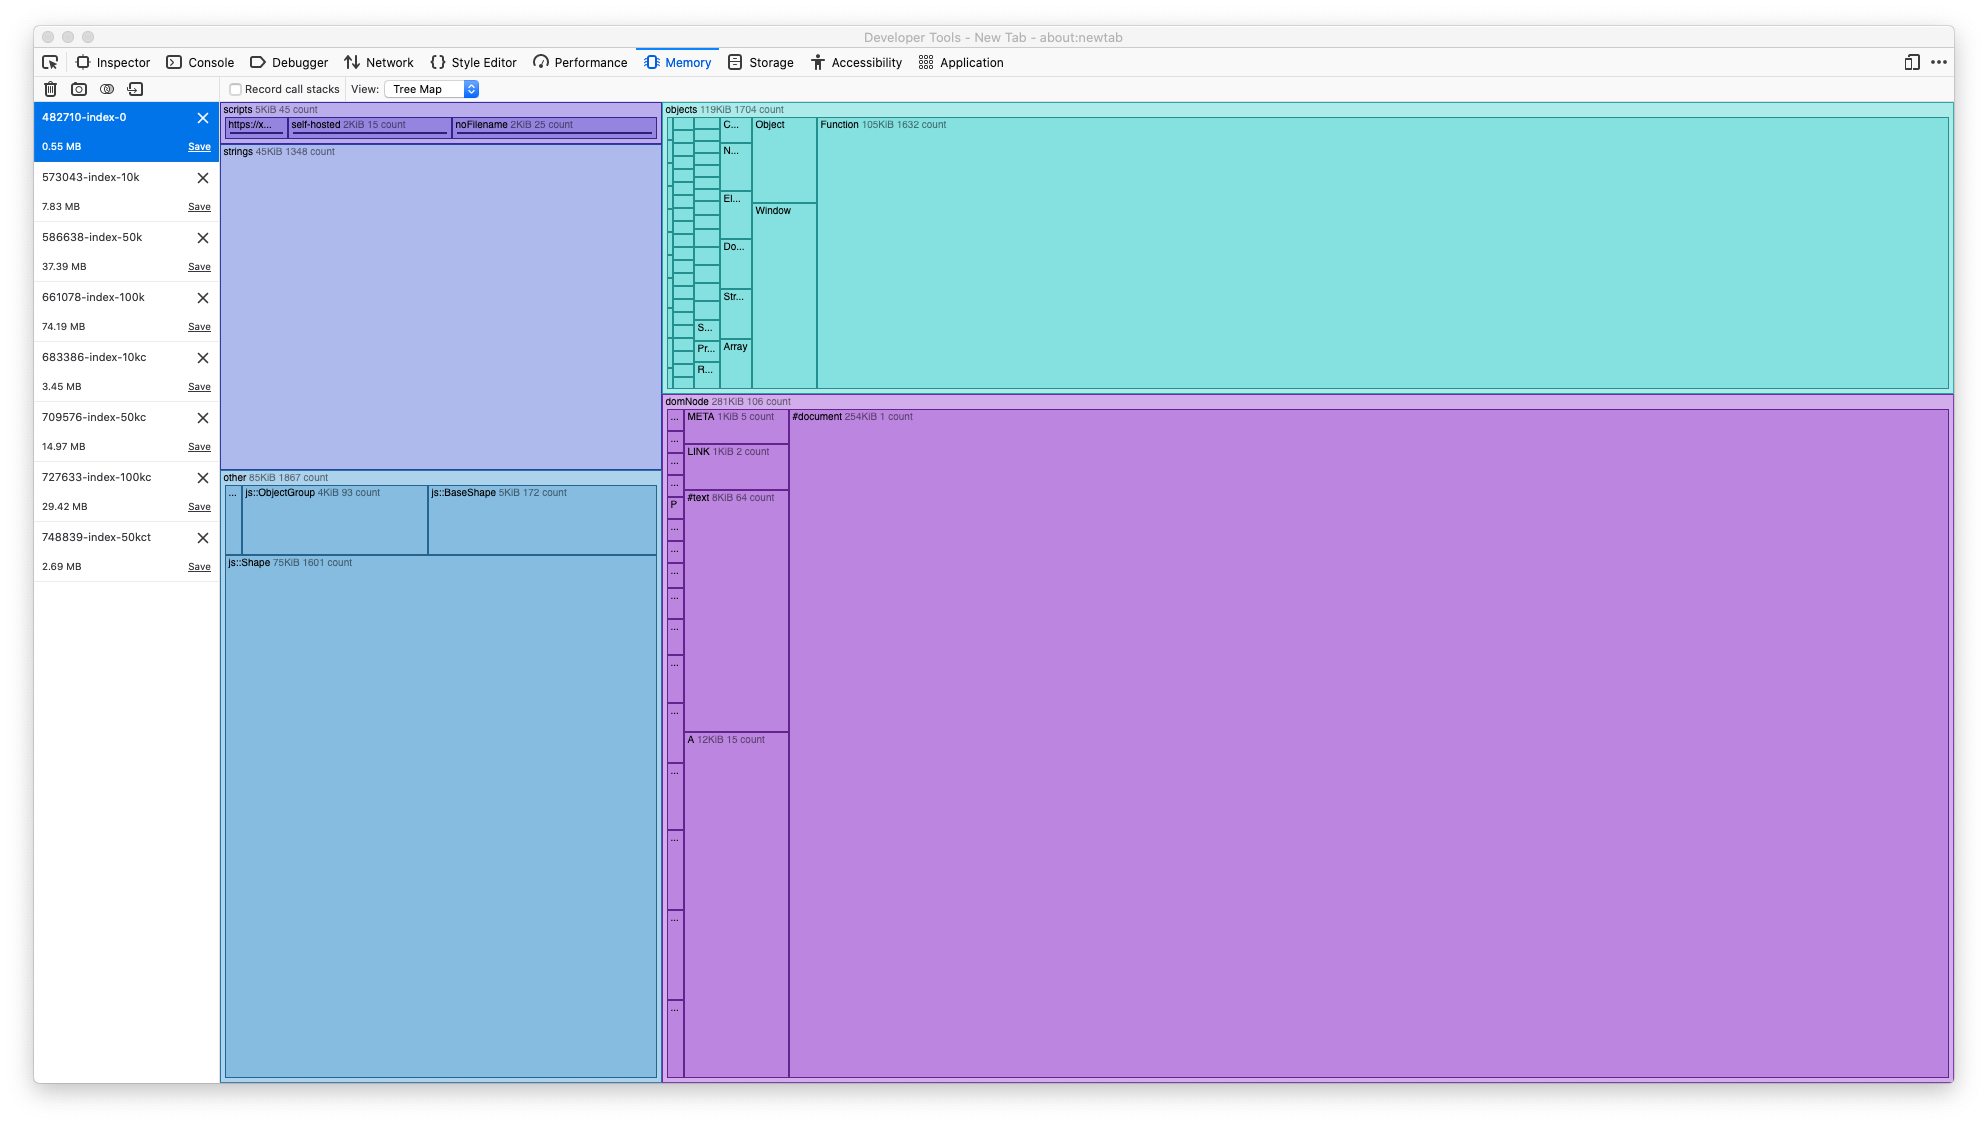 Developer Tools - New Tab - about:newtab
Inspector Console Debugger Network Style Editor Performance Memory Storage Accessibility Application
Record call stacks View: Tree Map
482710-index-0
0.55 MB Save
573043-index-10k
7.83 MB Save
586638-index-50k
37.39 MB Save
661078-index-100k
74.19 MB Save
683386-index-10kc
3.45 MB Save
709576-index-50kc
14.97 MB Save
727633-index-100kc
29.42 MB Save
748839-index-50kct
2.69 MB Save
scripts 5KiB 45 count
https://x... self-hosted 2KiB 15 count noFilename 2KiB 25 count
strings 45KiB 1348 count
other 85KiB 1867 count
... js::ObjectGroup 4KiB 93 count js::BaseShape 5KiB 172 count
js::Shape 75KiB 1601 count
objects 119KiB 1704 count
C... Object Function 105KiB 1632 count
N...
El...
Window
Do...
Str...
S...
Pr... Array
R...
domNode 281KiB 106 count
... META 1KiB 5 count #document 254KiB 1 count
...
LINK 1KiB 2 count
...
...
#text 8KiB 64 count
P
...
...
...
...
...
...
...
A 12KiB 15 count
...
...
...
...